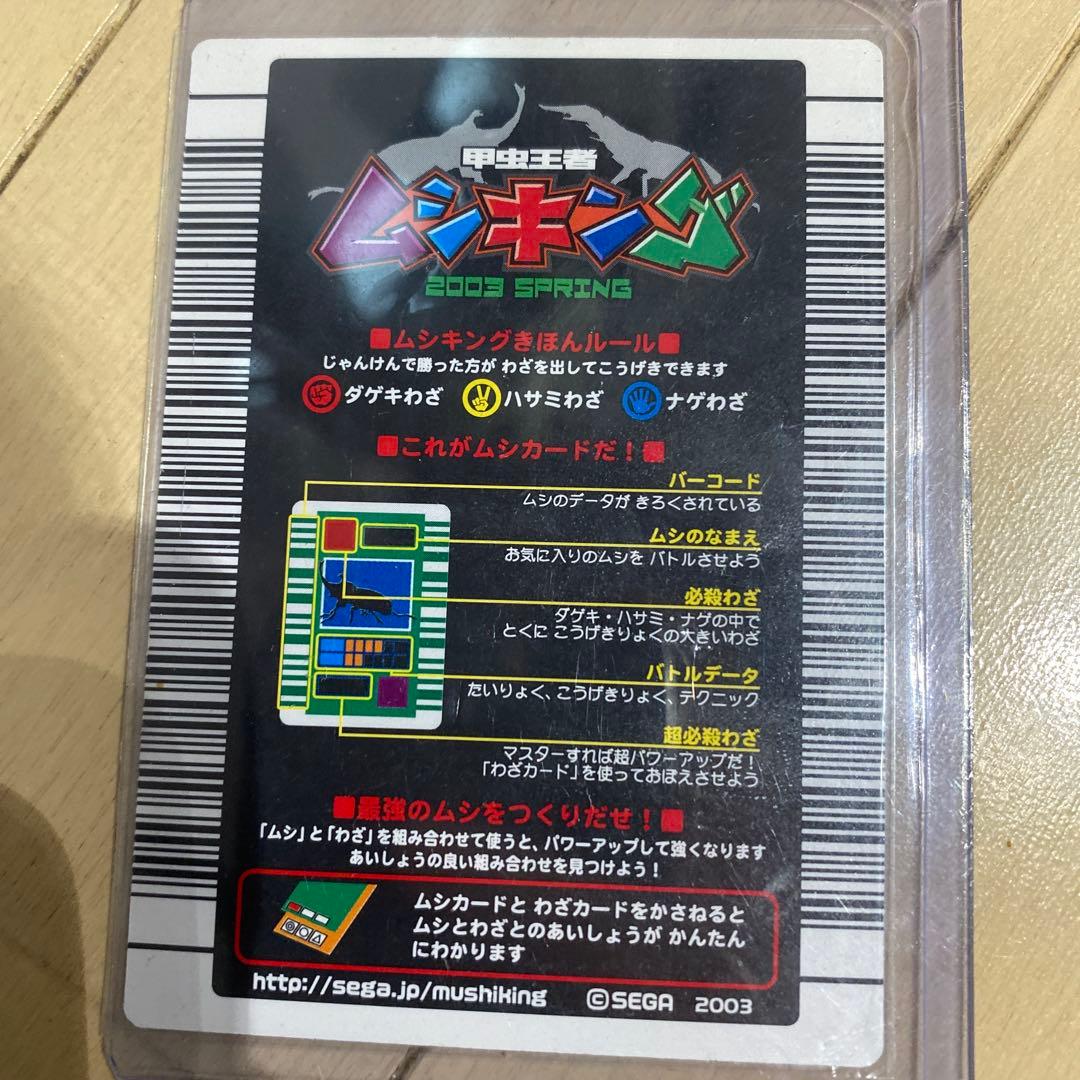 甲虫王者
ムシキング
2003 SPRING
■ムシキングきほんルール■
じゃんけんで勝った方が わざを出してこうげきできます
ダゲキわざ ハサミわざ ナゲわざ
■これがムシカードだ！■
バーコード
ムシのデータが きろくされている
ムシのなまえ
お気に入りのムシを バトルさせよう
必殺わざ
ダゲキ・ハサミ・ナゲの中で
とくに こうげきりょくの大きいわざ
バトルデータ
たいりょく、こうげきりょく、テクニック
超必殺わざ
マスターすれば超パワーアップだ！
「わざカード」を使っておぼえさせよう
■最強のムシをつくりだせ！■
「ムシ」と「わざ」を組み合わせて使うと、パワーアップして強くなります
あいしょうの良い組み合わせを見つけよう！
ムシカードと わざカードをかさねると
ムシとわざとのあいしょうが かんたん
にわかります
http://sega.jp/mushiking ©SEGA 2003